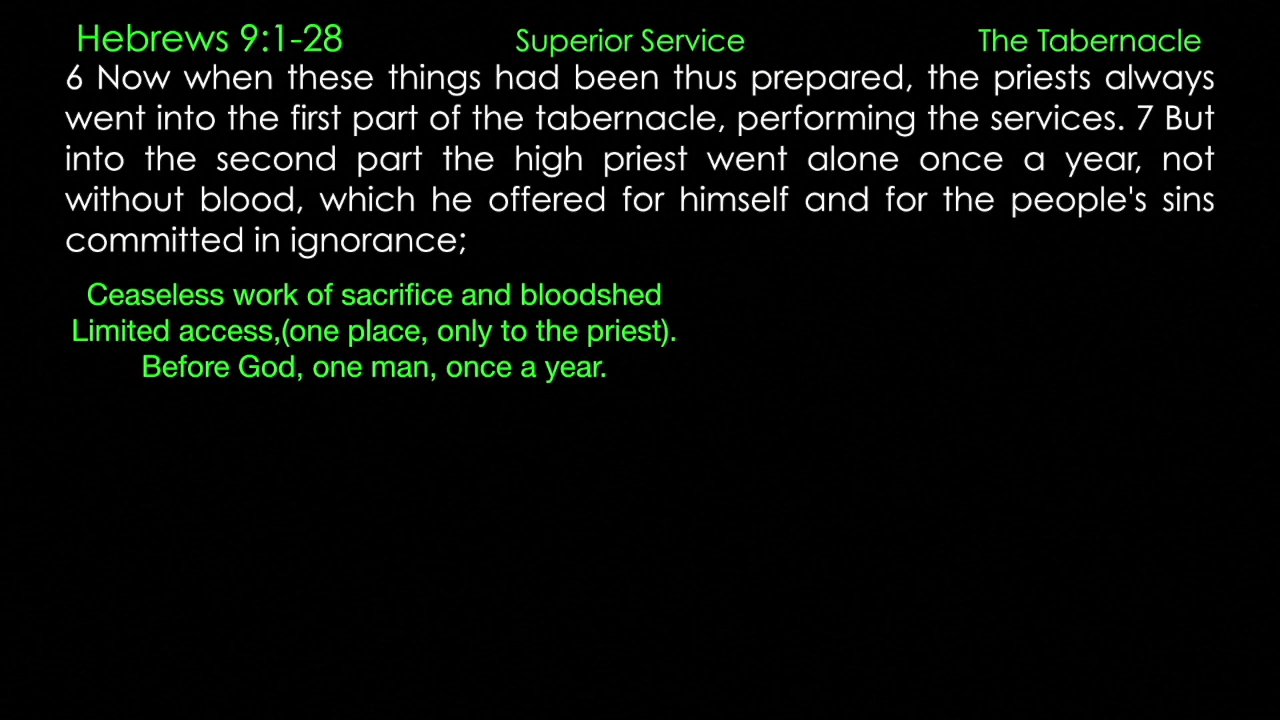 Hebrews 9:1-28 Superior Service The Tabernacle
6 Now when these things had been thus prepared, the priests always
went into the first part of the tabernacle, performing the services. 7 But
into the second part the high priest went alone once a year, not
without blood, which he offered for himself and for the people's sins
committed in ignorance;
Ceaseless work of sacrifice and bloodshed
Limited access,(one place, only to the priest).
Before God, one man, once a year.